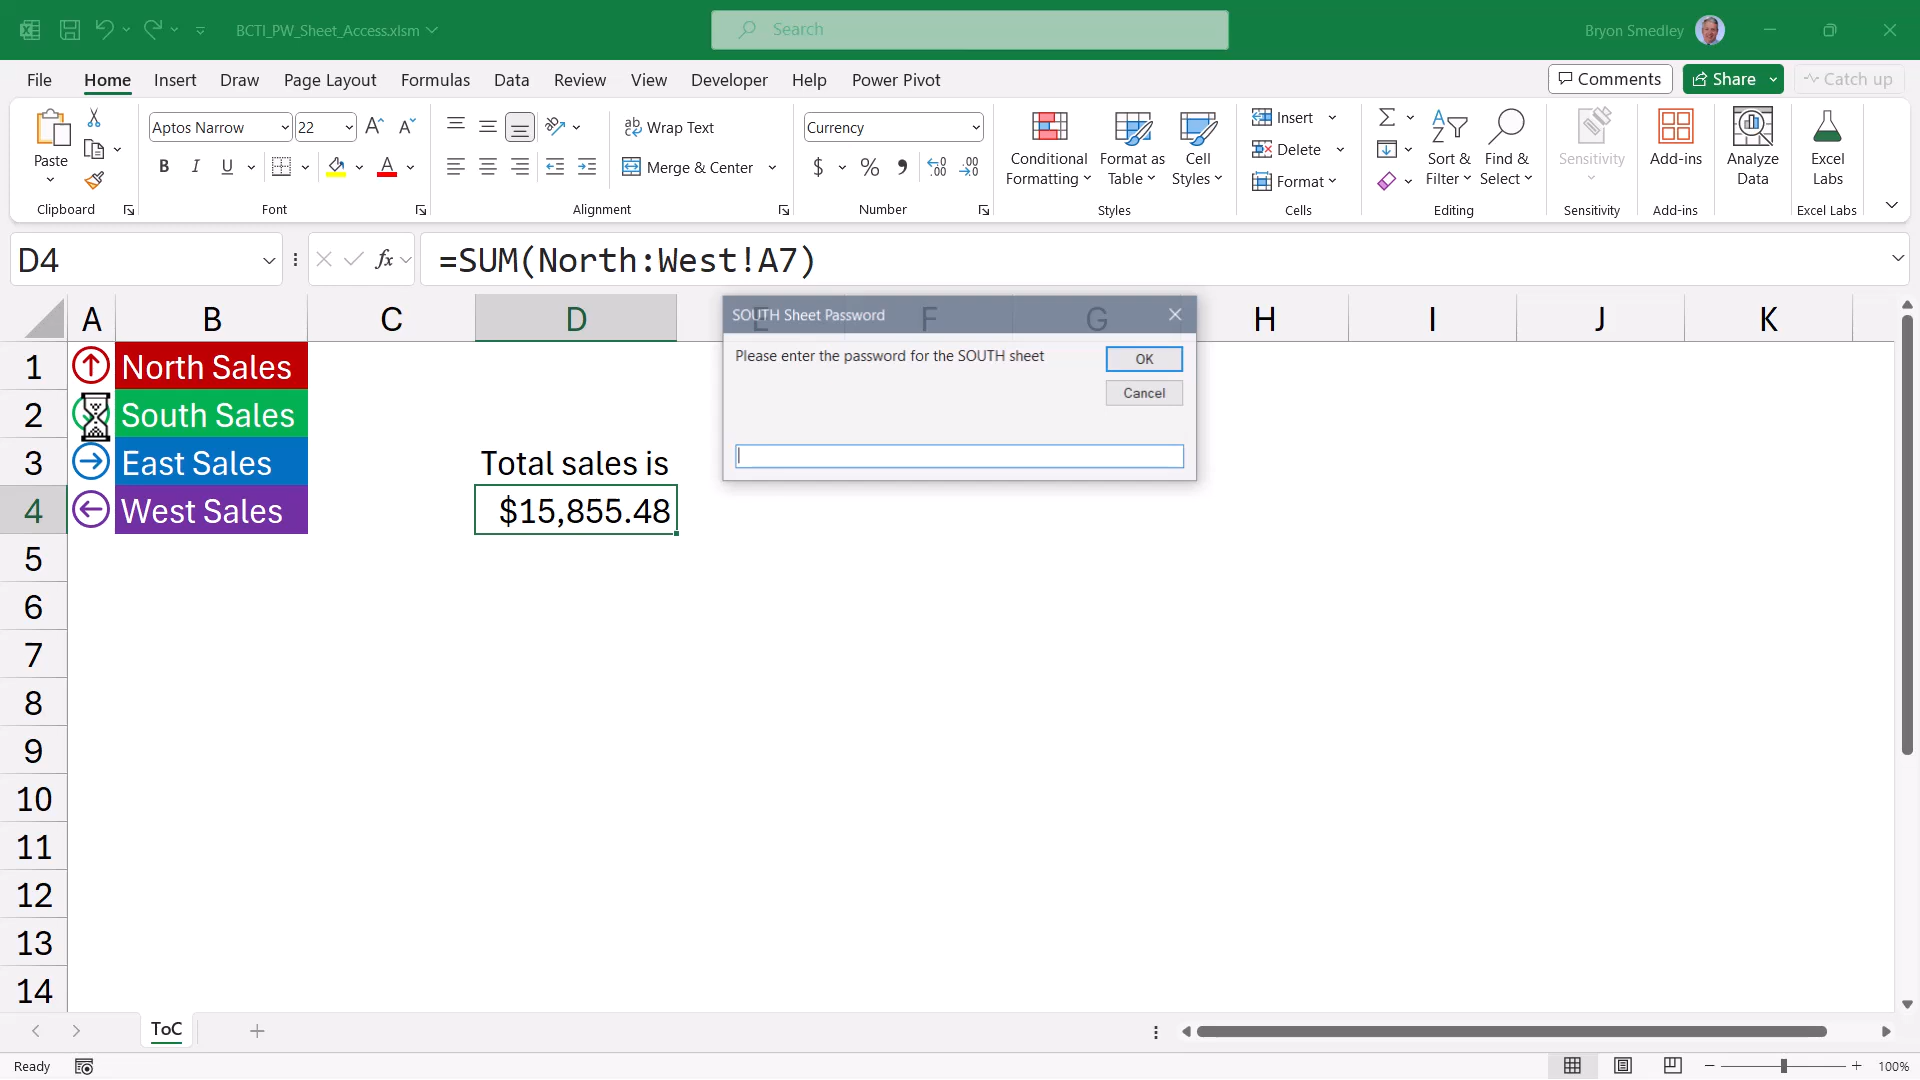 BCTI_PW_Sheet_Access.xlsm
Search
Bryon Smedley
File Home Insert Draw Page Layout Formulas Data Review View Developer Help Power Pivot
Comments Share Catch up
Paste
Clipboard
Aptos Narrow 22
B I U
Font
Wrap Text
Merge & Center
Alignment
Currency
$ % 9
Number
Conditional Formatting
Format as Table
Cell Styles
Styles
Insert
Delete
Format
Cells
Sort & Filter
Find & Select
Editing
Sensitivity
Sensitivity
Add-ins
Add-ins
Analyze Data
Excel Labs
Excel Labs
D4 fx =SUM(North:West!A7)
A B C D E F G H I J K
SOUTH Sheet Password
Please enter the password for the SOUTH sheet
OK
Cancel
1 North Sales
2 South Sales
3 East Sales Total sales is
4 West Sales $15,855.48
5
6
7
8
9
10
11
12
13
14
ToC
Ready 100%